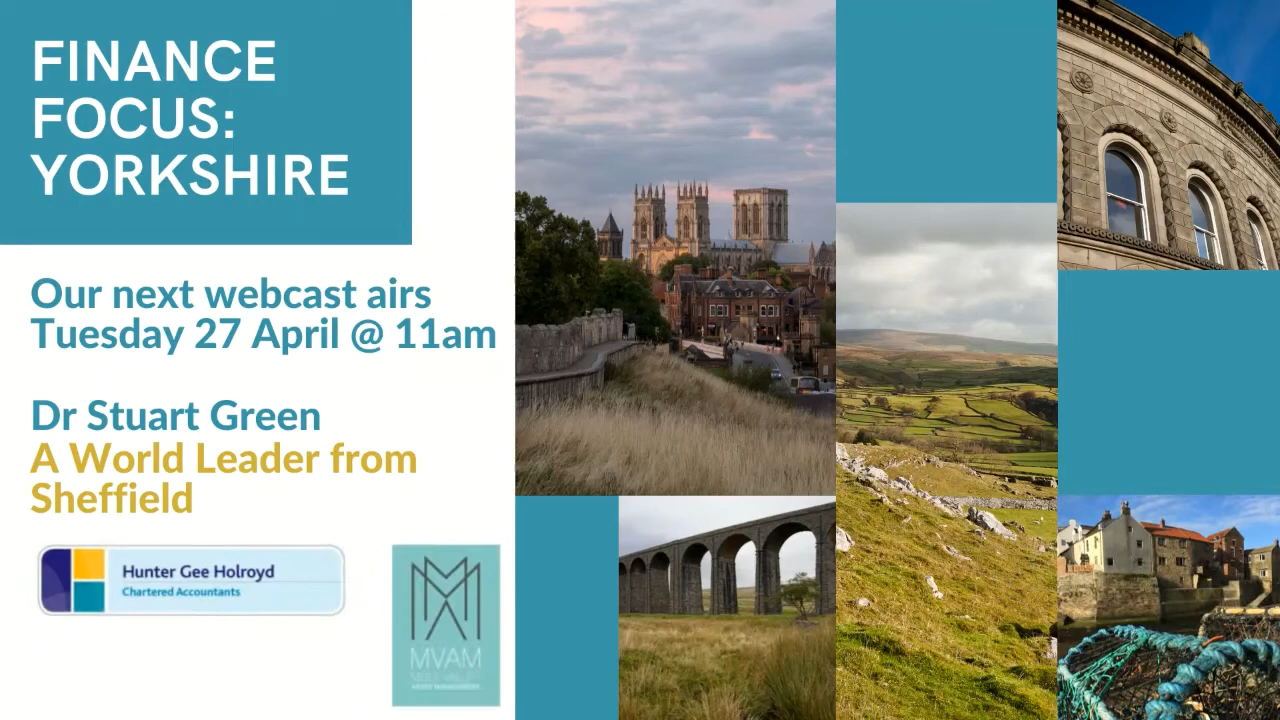 FINANCE
FOCUS:
YORKSHIRE
Our next webcast airs
Tuesday 27 April @ 11am
Dr Stuart Green
A World Leader from
Sheffield
Hunter Gee Holroyd
Chartered Accountants
MVAM